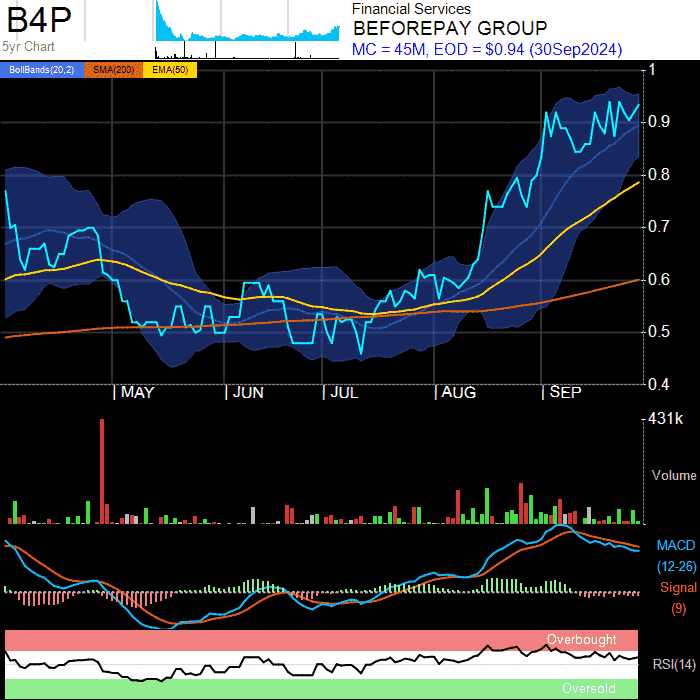 B4P
5yr Chart
Financial Services
BEFOREPAY GROUP
MC = 45M, EOD = $0.94 (30Sep2024)
BollBands(20,2) SMA(200) EMA(50)
1
0.9
0.8
0.7
0.6
0.5
0.4
MAY JUN JUL AUG SEP
431k
Volume
MACD
(12-26)
Signal
(9)
Overbought
RSI(14)
Oversold